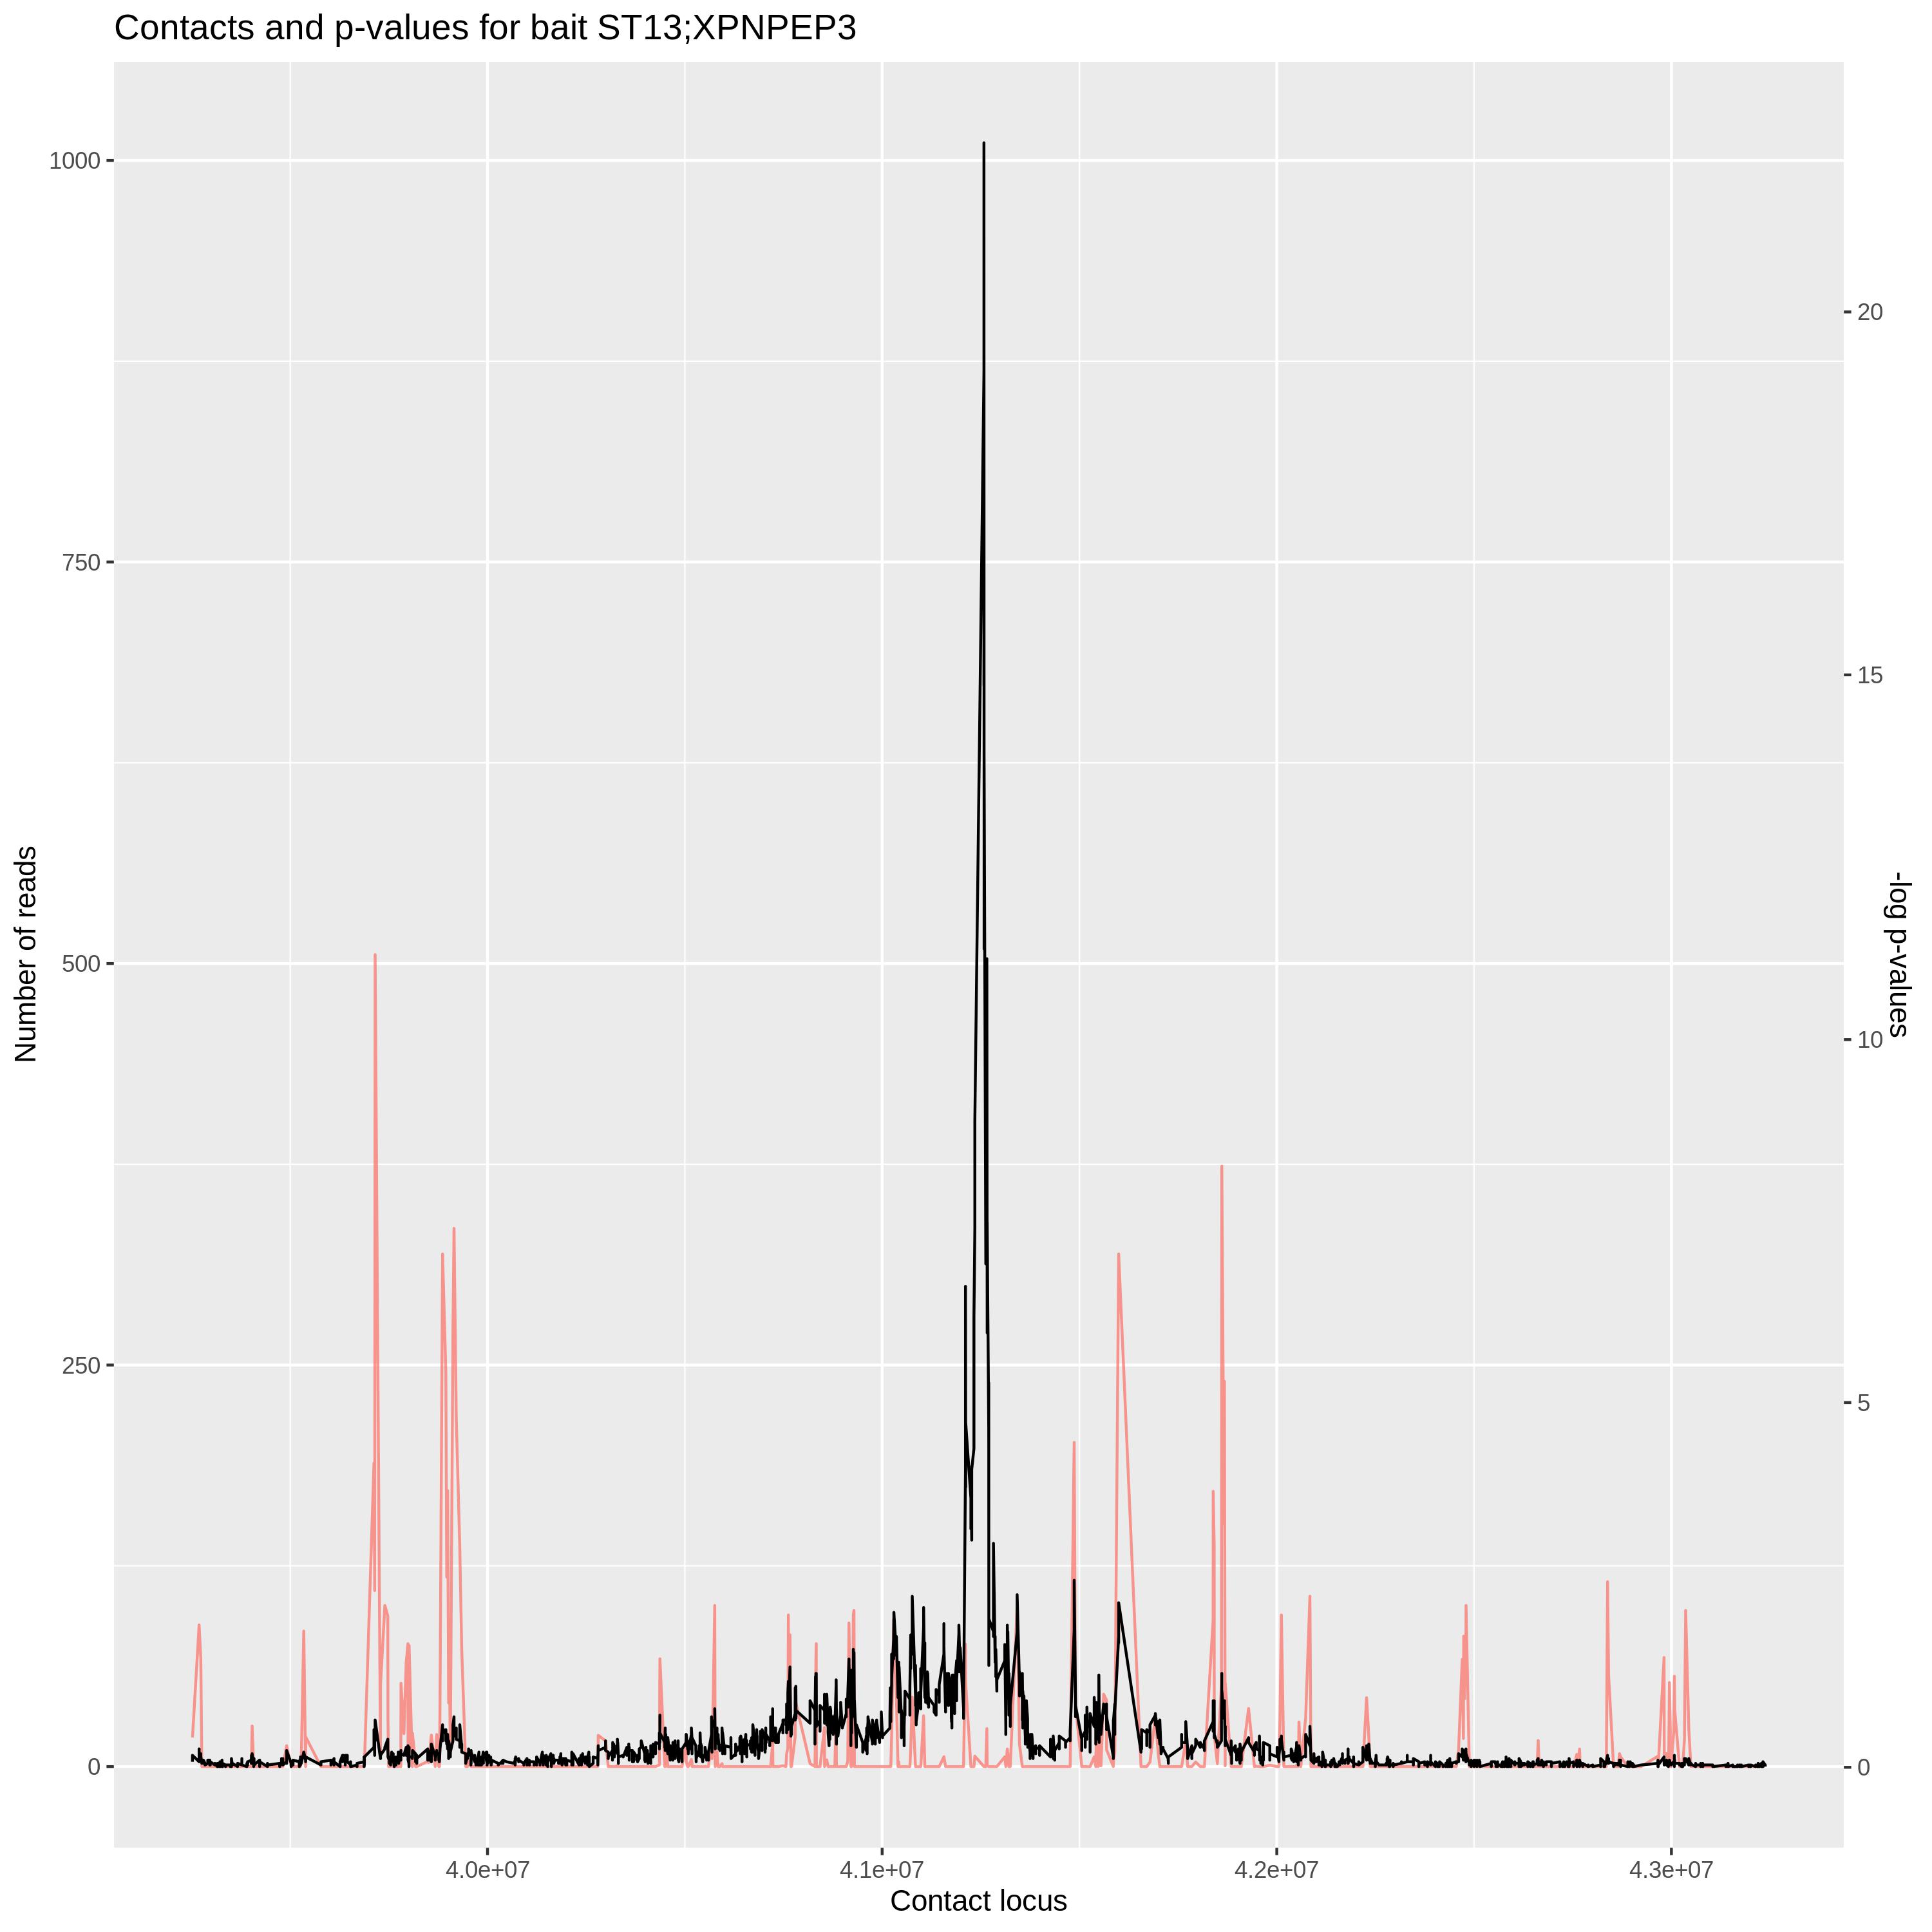 Contacts and p-values for bait ST13;XPNPEP3
1000
750
500
250
0
Number of reads
20
15
10
5
0
-log p-values
4.0e+07
4.1e+07
4.2e+07
4.3e+07
Contact locus